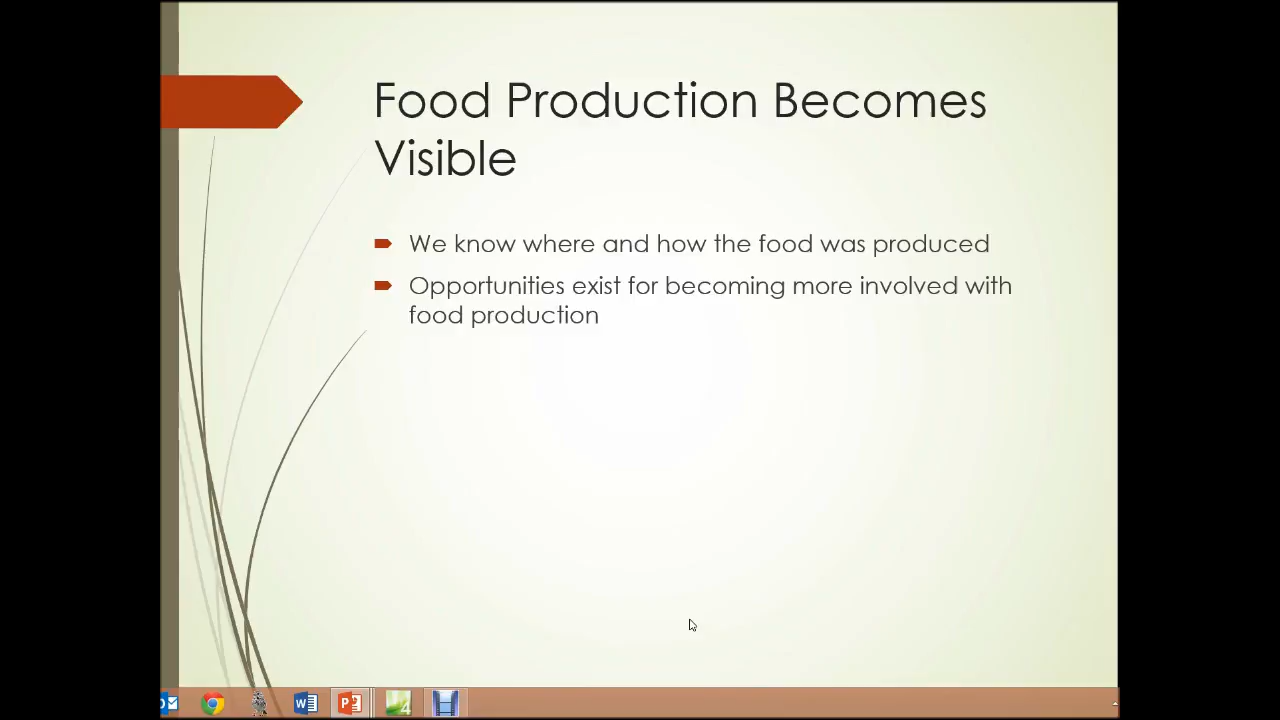 Food Production Becomes
Visible
We know where and how the food was produced
Opportunities exist for becoming more involved with
food production